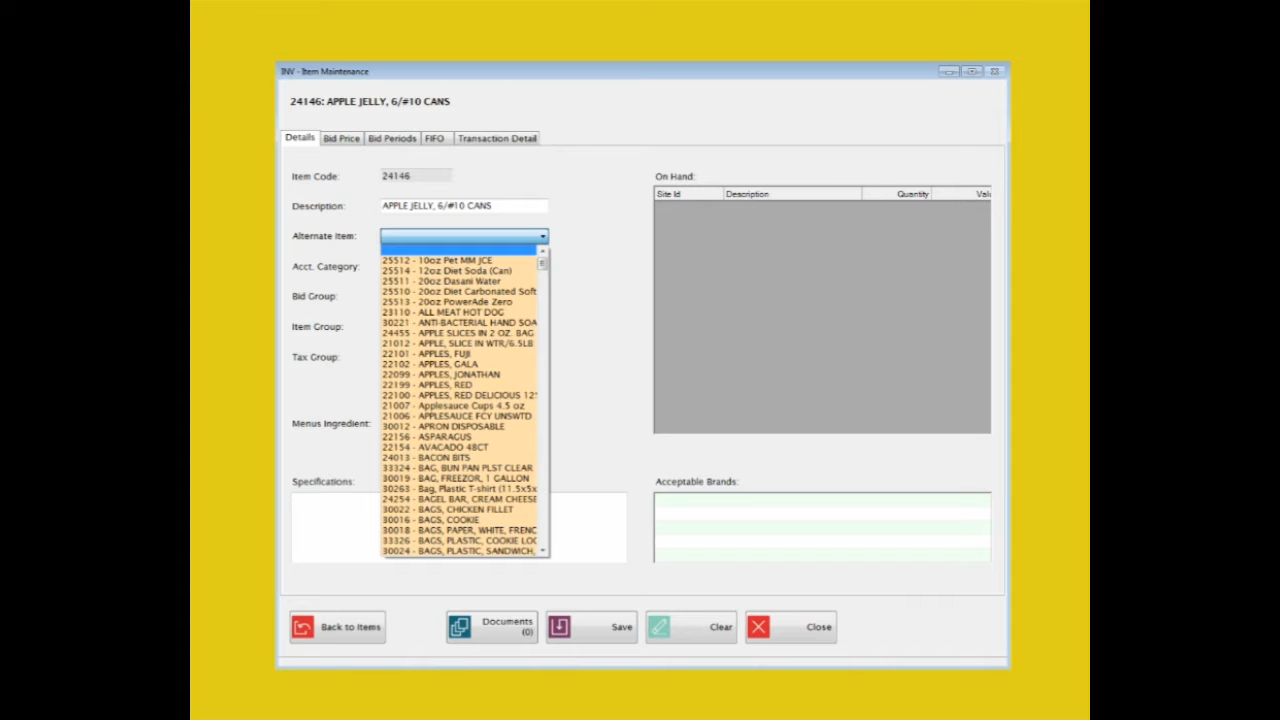 INV - Item Maintenance
24146: APPLE JELLY, 6/#10 CANS
Details Bid Price Bid Periods FIFO Transaction Detail
Item Code: 24146
Description: APPLE JELLY, 6/#10 CANS
Alternate Item:
25512 - 10oz Pet MM JCE
25514 - 12oz Diet Soda (Can)
25511 - 20oz Dasani Water
25510 - 20oz Diet Carbonated Soft
25513 - 20oz PowerAde Zero
23110 - ALL MEAT HOT DOG
30221 - ANTI-BACTERIAL HAND SOA
24455 - APPLE SLICES IN 2 OZ. BAG
21012 - APPLE, SLICE IN WTR/6.5LB
22101 - APPLES, FUJI
22102 - APPLES, GALA
22099 - APPLES, JONATHAN
22199 - APPLES, RED
22100 - APPLES, RED DELICIOUS 12
21007 - Applesauce Cups 4.5 oz
21006 - APPLESAUCE FCY UNSWTD
30012 - APRON DISPOSABLE
22156 - ASPARAGUS
22154 - AVACADO 48CT
24013 - BACON BITS
33324 - BAG, BUN PAN PLST CLEAR
30019 - BAG, FREEZOR, 1 GALLON
30263 - Bag, Plastic T-shirt (11.5x5x
24254 - BAGEL BAR, CREAM CHEESE
30022 - BAGS, CHICKEN FILLET
30016 - BAGS, COOKIE
30018 - BAGS, PAPER, WHITE, FRENC
33326 - BAGS, PLASTIC, COOKIE LOC
30024 - BAGS, PLASTIC, SANDWICH,
Acct. Category:
Bid Group:
Item Group:
Tax Group:
Menus Ingredient:
Specifications:
On Hand:
Site Id Description Quantity Valu
Acceptable Brands:
Back to Items Documents (0) Save Clear Close